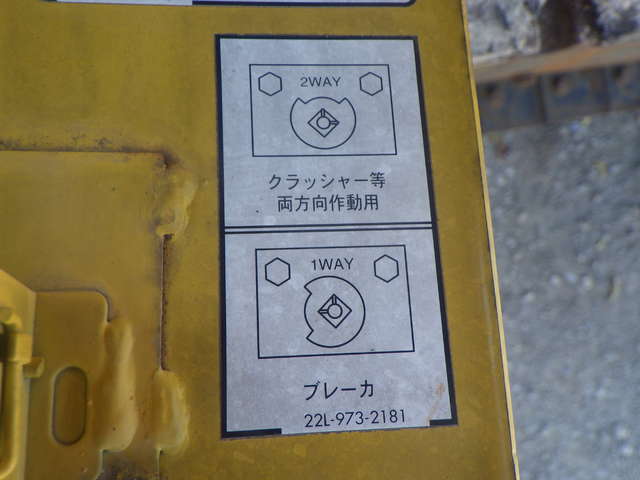 2WAY
クラッシャー等
両方向作動用
1WAY
ブレーカ
22L-973-2181